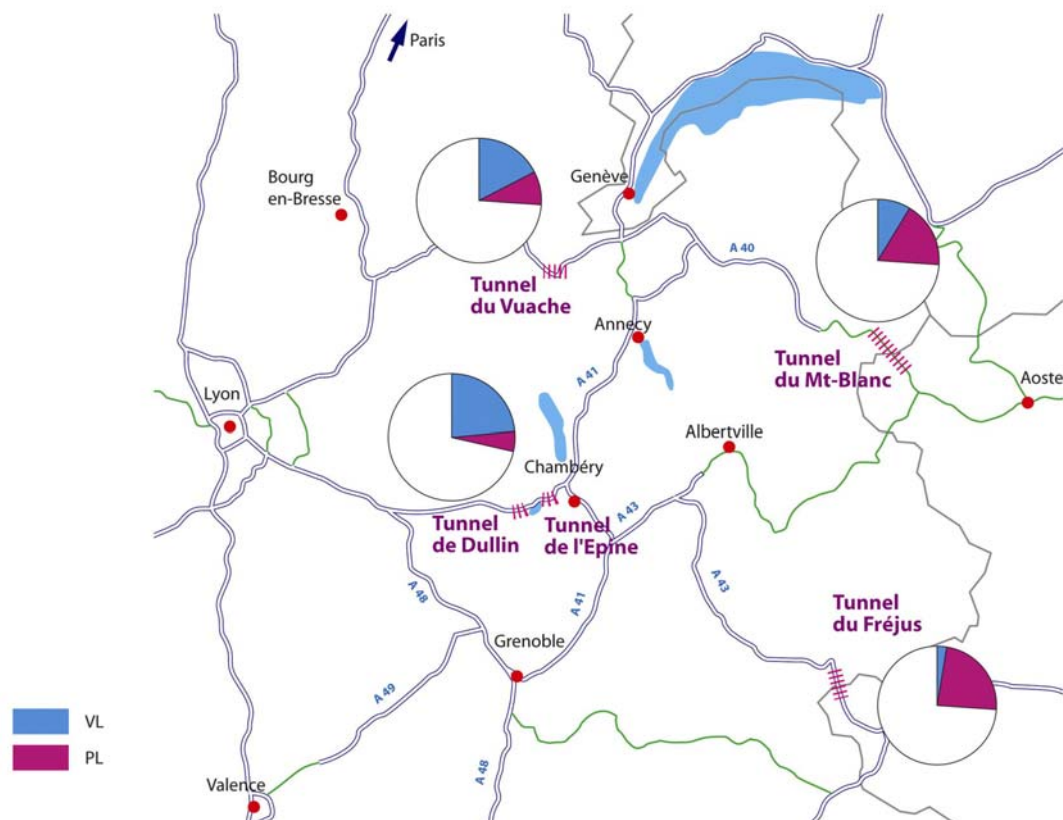 Paris
Bourg
en-Bresse
Genève
A 40
Tunnel
du Vuache
Annecy
Tunnel
du Mt-Blanc
Aoste
A 41
Lyon
Albertville
Chambéry
A 43
Tunnel
de Dullin
Tunnel
de l'Epine
A 48
A 41
A 43
Tunnel
du Fréjus
Grenoble
A 49
VL
PL
A 48
Valence